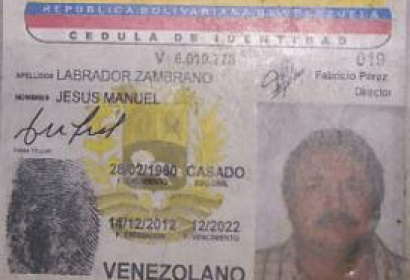 REPUBLICA BOLIVARIANA DE VENEZUELA
CEDULA DE IDENTIDAD
V 6.019.778 019
APELLIDOS LABRADOR ZAMBRANO Fabricio Pérez
NOMBRES JESUS MANUEL Director
28/02/1960 CASADO
F. NACIMIENTO EDO. CIVIL
14/12/2012 12/2022
F. EXPEDICION F. VENCIMIENTO
VENEZOLANO